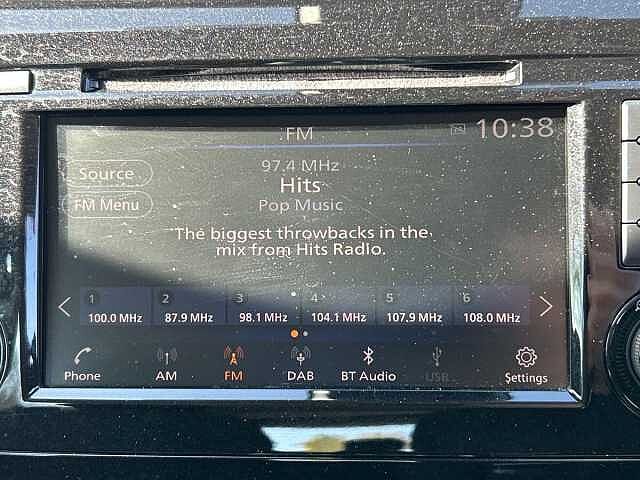 FM
10:38
97.4 MHz
Source
Hits
FM Menu
Pop Music
The biggest throwbacks in the
mix from Hits Radio.
1 2 3 4 5 6
100.0 MHz 87.9 MHz 98.1 MHz 104.1 MHz 107.9 MHz 108.0 MHz
Phone AM FM DAB BT Audio USB Settings